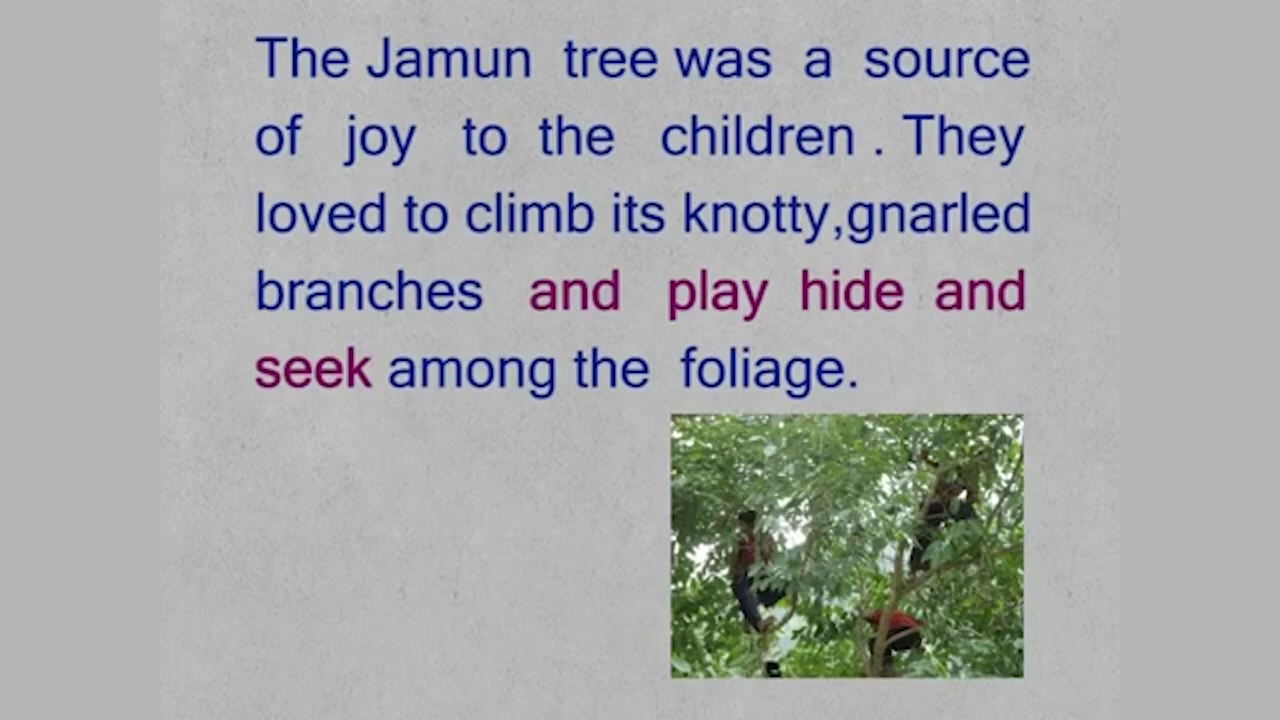 The Jamun tree was a source
of joy to the children . They
loved to climb its knotty,gnarled
branches and play hide and
seek among the foliage.